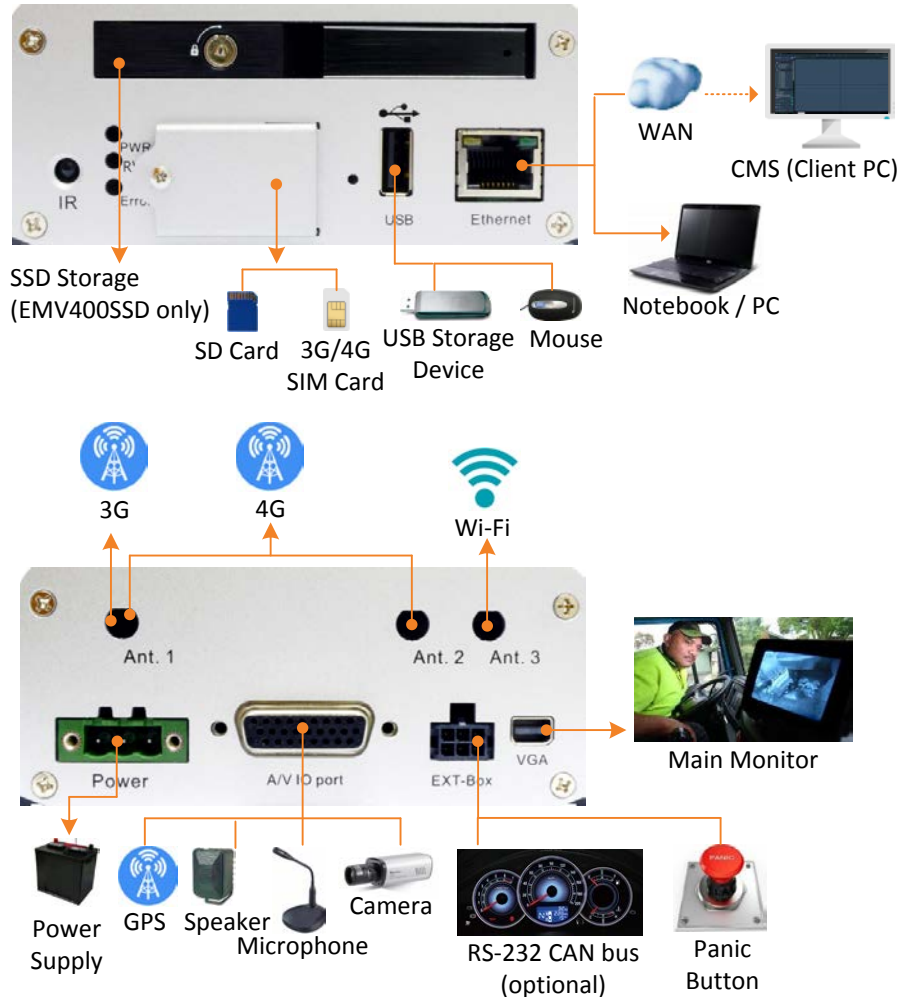 PWR
IR
USB
Ethernet
WAN
CMS (Client PC)
SSD Storage
(EMV400SSD only)
SD Card
3G/4G
SIM Card
USB Storage
Device
Mouse
Notebook / PC
3G
4G
Wi-Fi
Ant. 1
Ant. 2
Ant. 3
Power
A/V IO port
EXT-Box
VGA
Main Monitor
Power
Supply
GPS
Speaker
Microphone
Camera
RS-232 CAN bus
(optional)
PANIC
Panic
Button